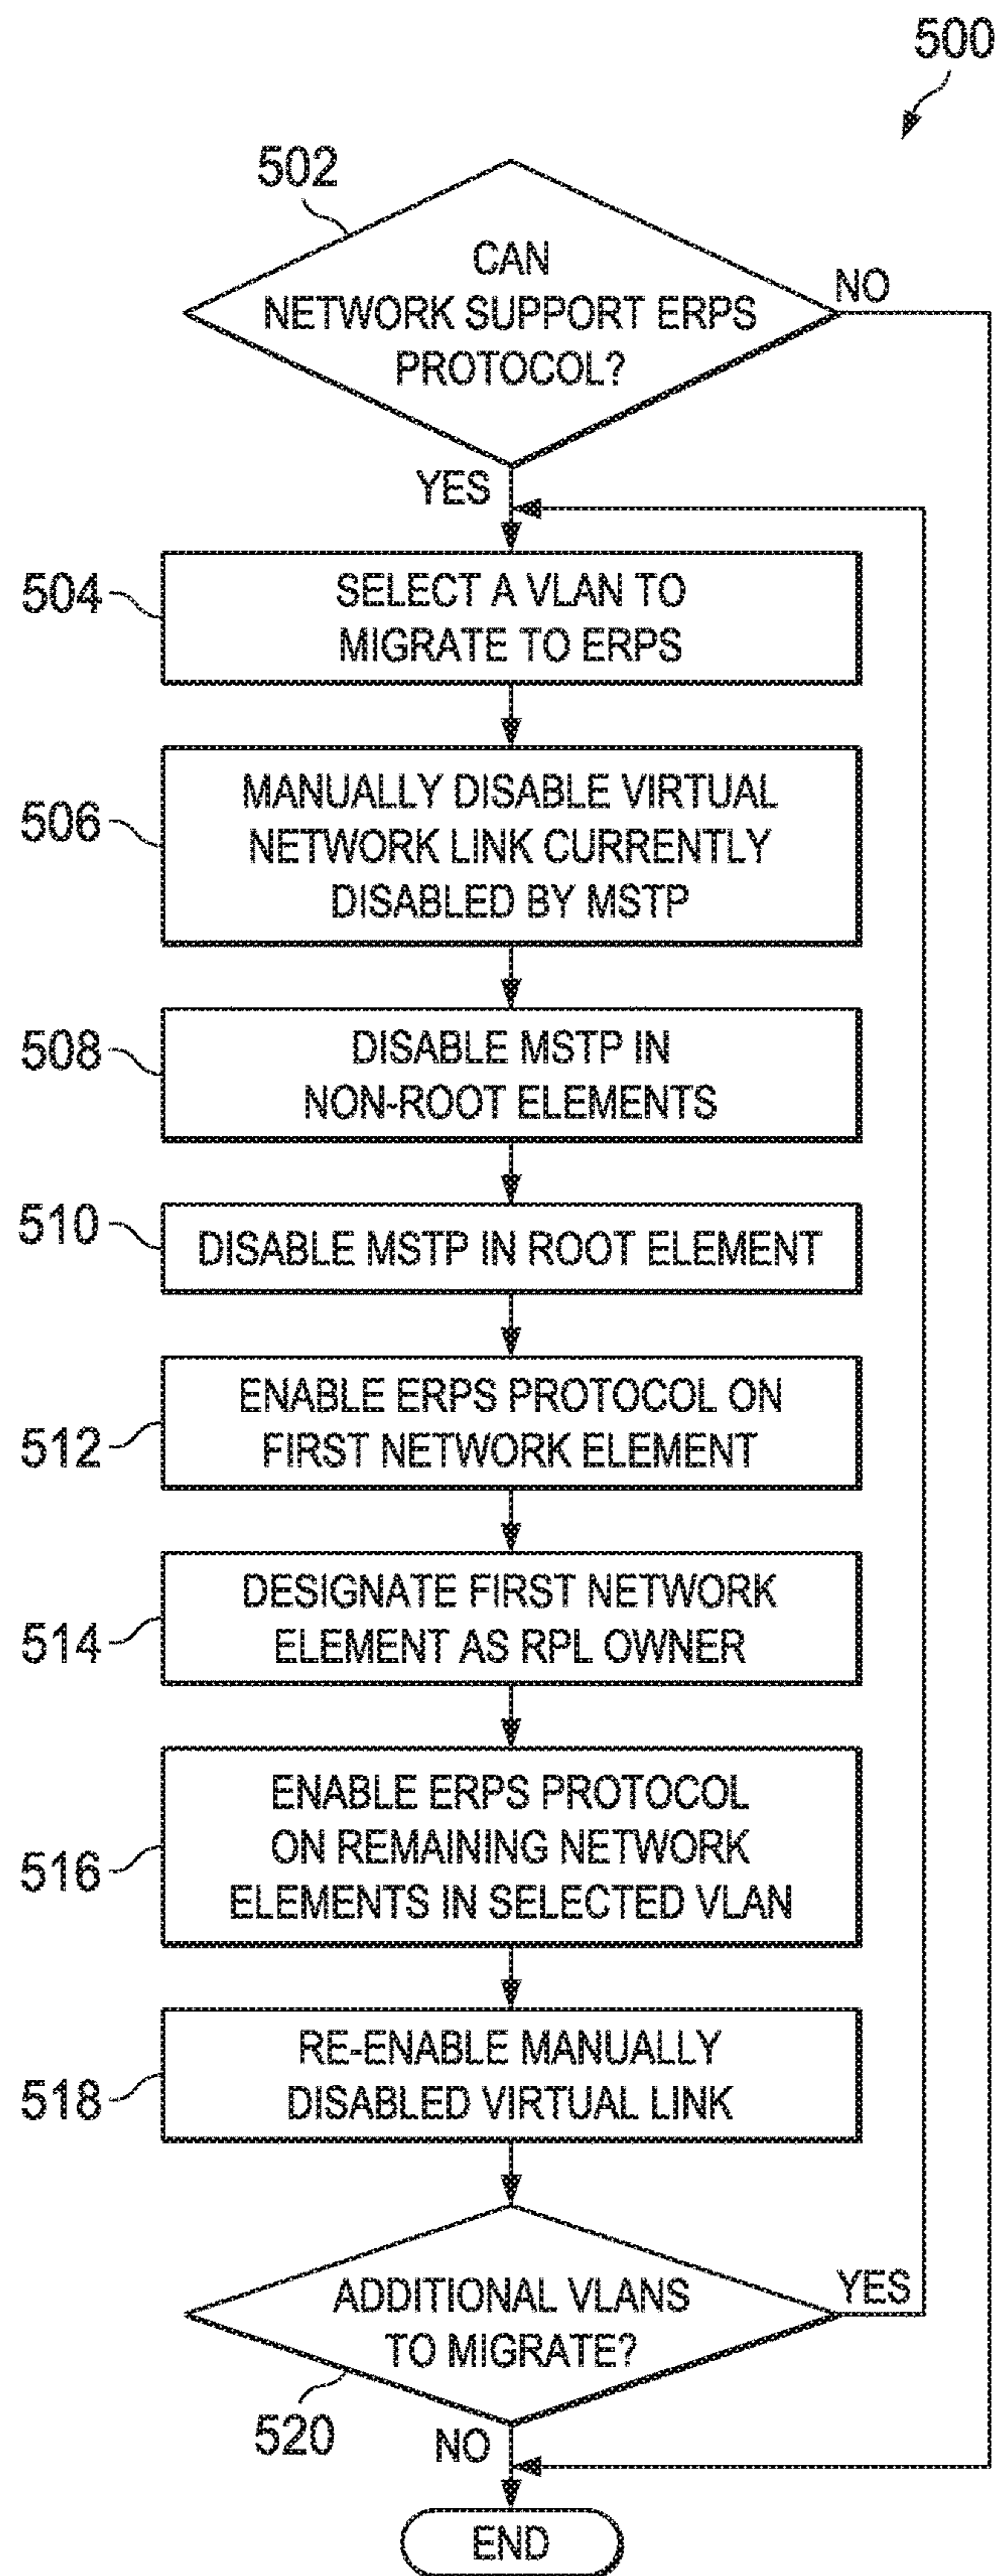 500
502
CAN
NETWORK SUPPORT ERPS
PROTOCOL?
NO
YES
504
SELECT A VLAN TO
MIGRATE TO ERPS
506
MANUALLY DISABLE VIRTUAL
NETWORK LINK CURRENTLY
DISABLED BY MSTP
508
DISABLE MSTP IN
NON-ROOT ELEMENTS
510
DISABLE MSTP IN ROOT ELEMENT
512
ENABLE ERPS PROTOCOL ON
FIRST NETWORK ELEMENT
514
DESIGNATE FIRST NETWORK
ELEMENT AS RPL OWNER
516
ENABLE ERPS PROTOCOL
ON REMAINING NETWORK
ELEMENTS IN SELECTED VLAN
518
RE-ENABLE MANUALLY
DISABLED VIRTUAL LINK
ADDITIONAL VLANS
TO MIGRATE?
YES
520
NO
END